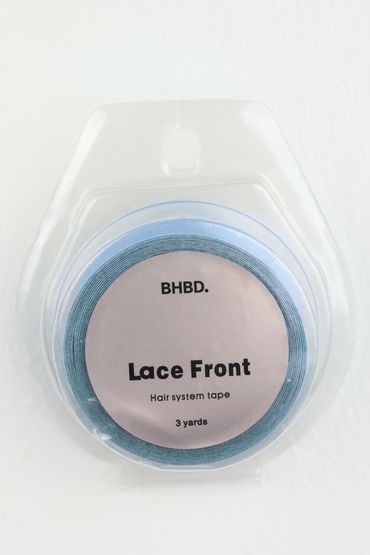 BHBD.
Lace Front
Hair system tape
3 yards